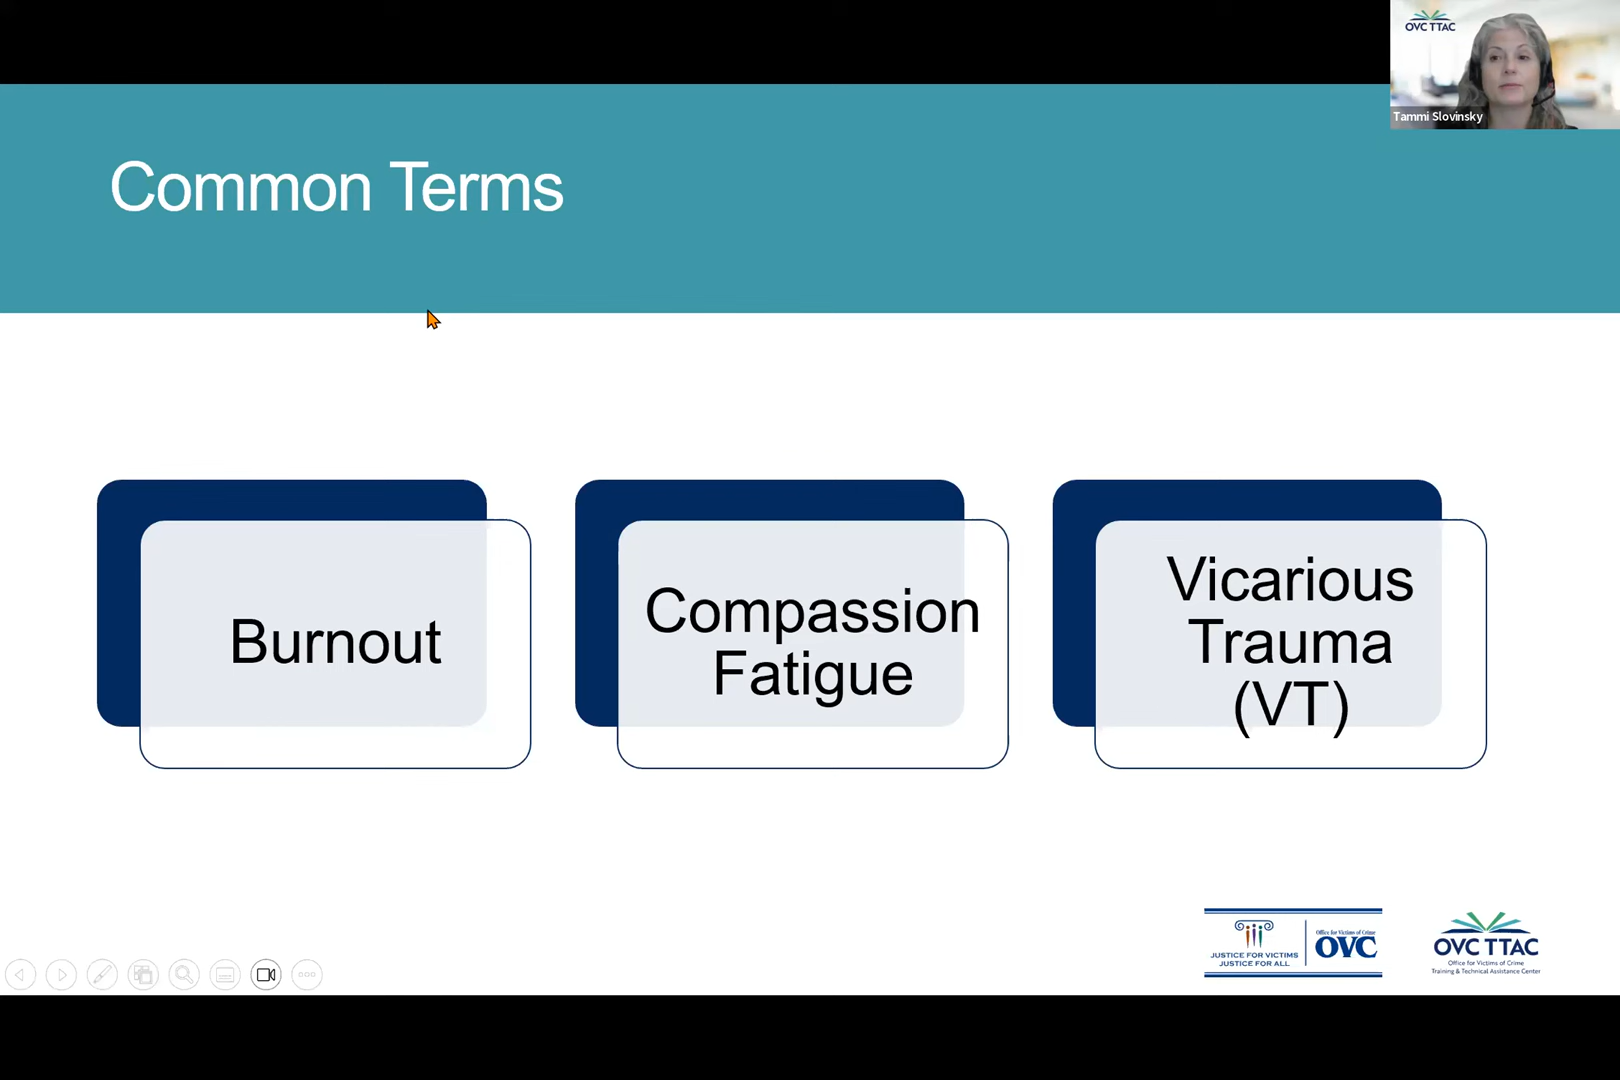 OVC TTAC
Tammi Slovinsky
Common Terms
Burnout
Compassion
Fatigue
Vicarious
Trauma
(VT)
JUSTICE FOR VICTIMS
JUSTICE FOR ALL
Office for Victims of Crime
OVC
OVC TTAC
Office for Victims of Crime
Training & Technical Assistance Center